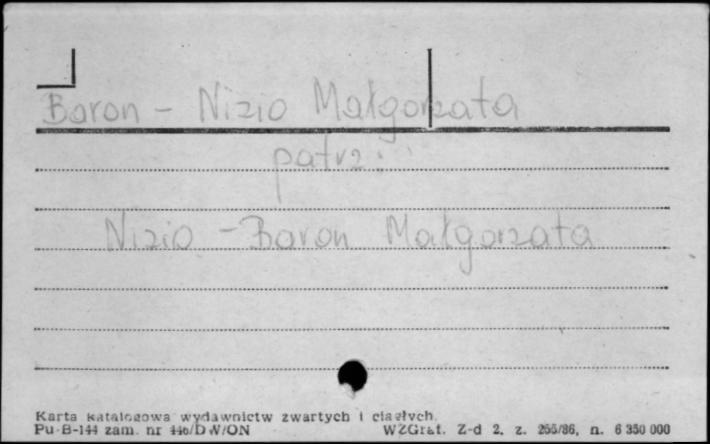 Baron - Nizio Małgorzata
patrz:
Nizio - Baron Małgorzata
Karta katalogowa wydawnictw zwartych i ciągłych.
Pu-B-144 zam. nr 446/DW/ON WZGraf. Z-d 2, z. 255/86, n. 6 350 000